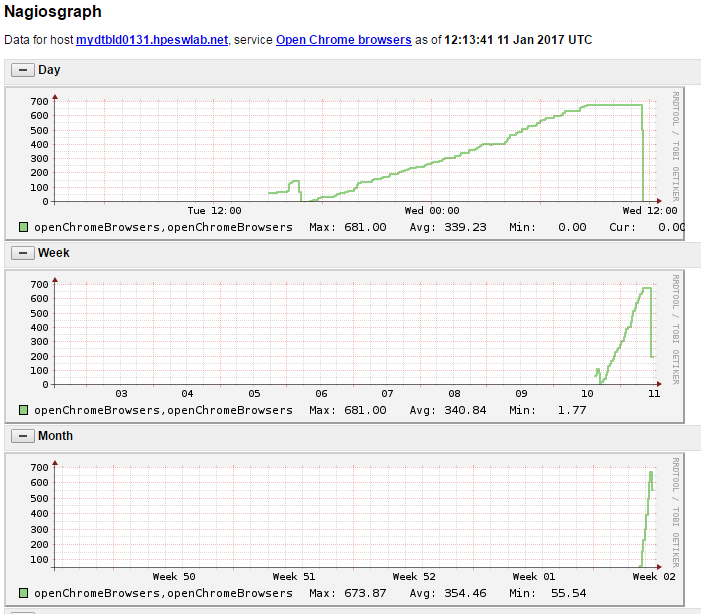 Nagiosgraph
Data for host mydtbld0131.hpeswlab.net, service Open Chrome browsers as of 12:13:41 11 Jan 2017 UTC
Day
700
600
500
400
300
200
100
0
Tue 12:00 Wed 00:00 Wed 12:00
RRDTOOL / TOBI OETIKER
openChromeBrowsers,openChromeBrowsers Max: 681.00 Avg: 339.23 Min: 0.00 Cur: 0.00
Week
700
600
500
400
300
200
100
0
03 04 05 06 07 08 09 10 11
RRDTOOL / TOBI OETIKER
openChromeBrowsers,openChromeBrowsers Max: 681.00 Avg: 340.84 Min: 1.77
Month
700
600
500
400
300
200
100
Week 50 Week 51 Week 52 Week 01 Week 02
RRDTOOL / TOBI OETIKER
openChromeBrowsers,openChromeBrowsers Max: 673.87 Avg: 354.46 Min: 55.54